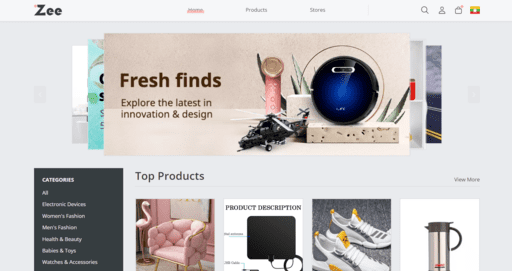 Zee
Home
Products
Stores
Fresh finds
Explore the latest in
innovation & design
CATEGORIES
All
Electronic Devices
Women's Fashion
Men's Fashion
Health & Beauty
Babies & Toys
Watches & Accessories
Top Products
View More
PRODUCT DESCRIPTION